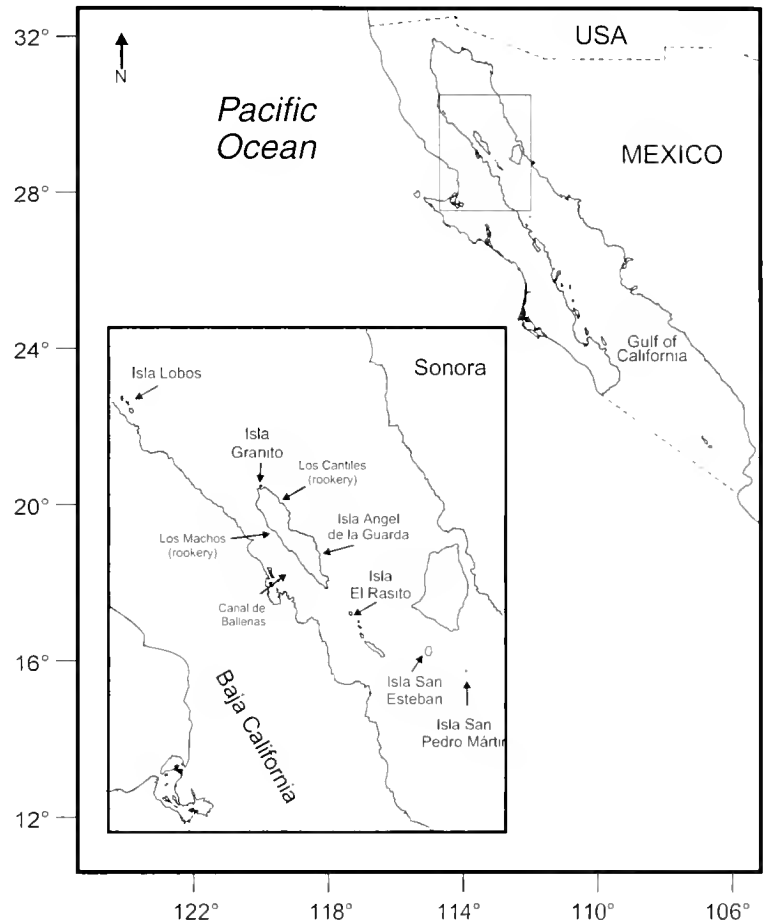 32°
28°
24°
20°
16°
12°
N
Pacific
Ocean
USA
MEXICO
Gulf of
California
Isla Lobos
Sonora
Isla
Granito
Los Cantiles
(rookery)
Los Machos
(rookery)
Isla Angel
de la Guarda
Isla
El Rasito
Canal de
Ballenas
Isla San
Esteban
Isla San
Pedro Mártir
Baja California
122°
118°
114°
110°
106°